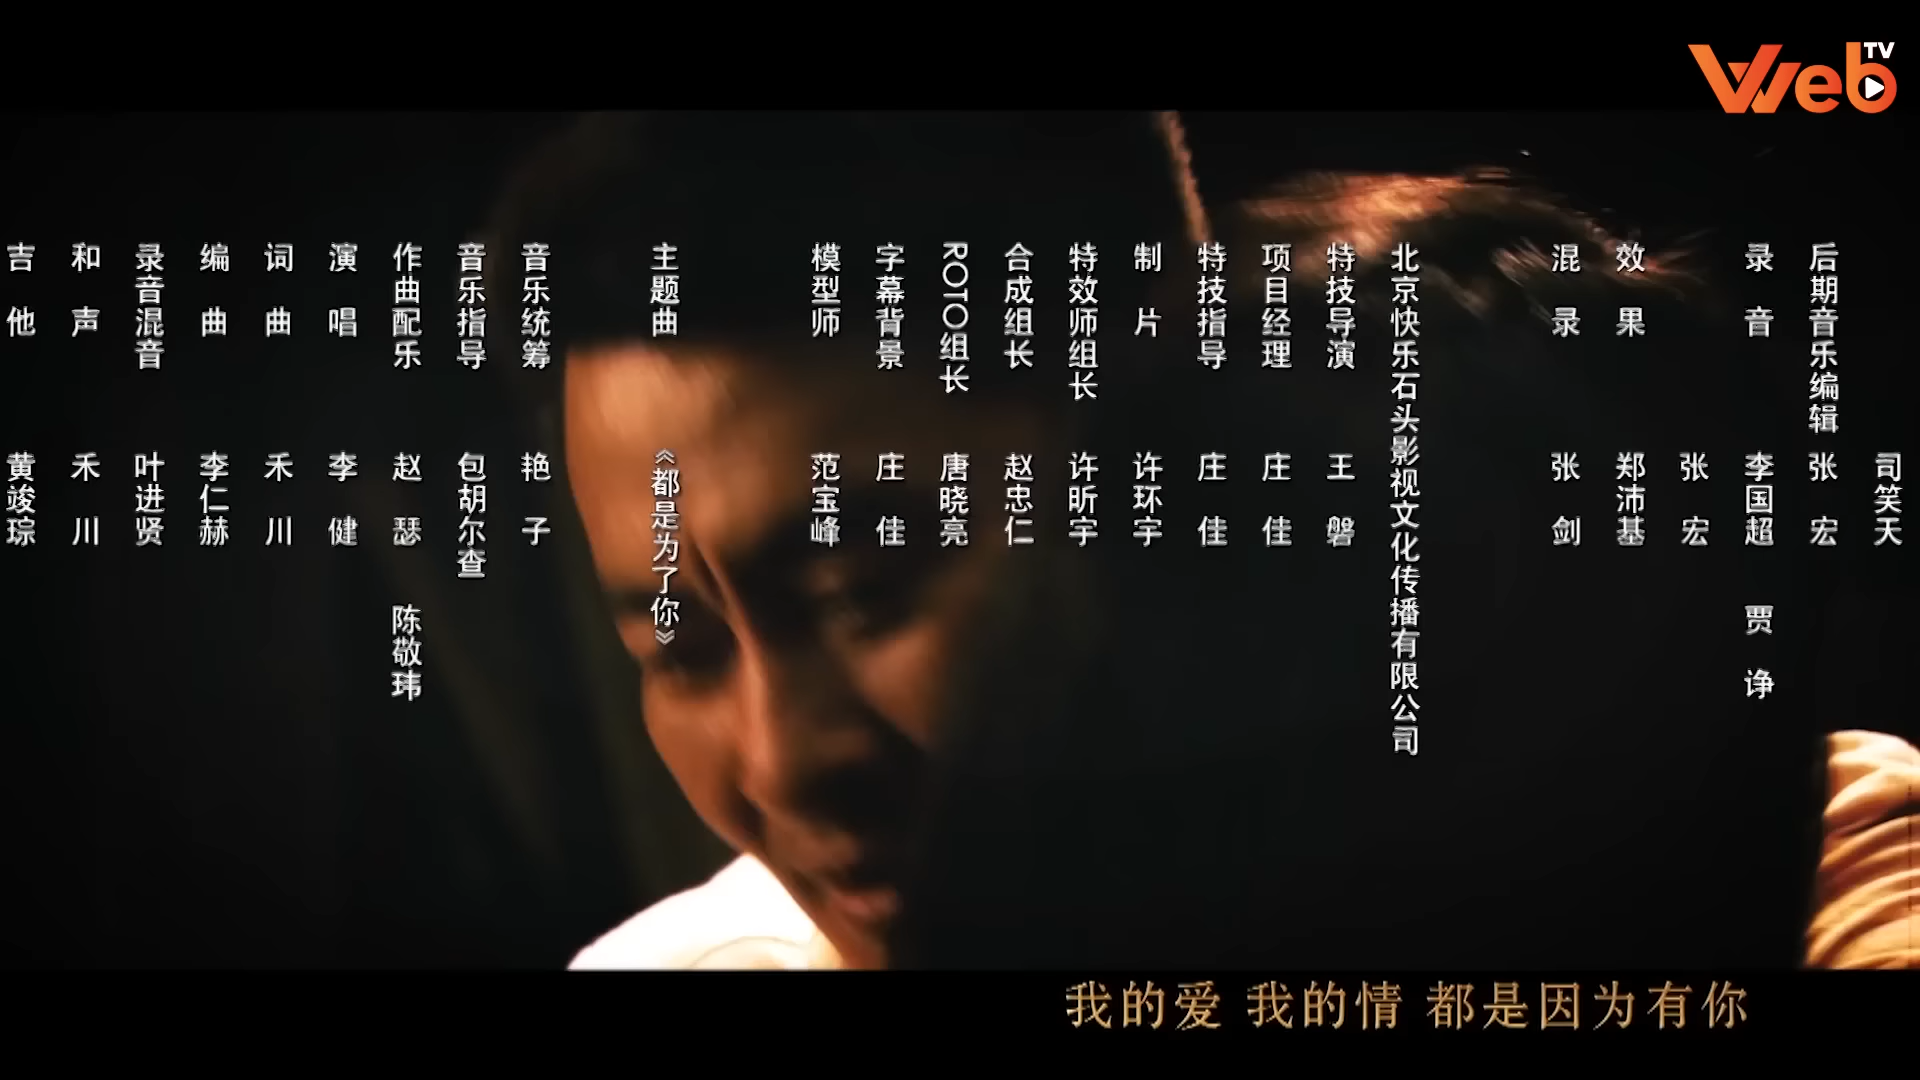 WebTV
司笑天
后期音乐编辑 张宏
录音 李国超 贾诤
张宏
效果 郑沛基
混录 张剑
北京快乐石头影视文化传播有限公司
特技导演 王磐
项目经理 庄佳
特技指导 庄佳
制片 许环宇
特效师组长 许昕宇
合成组长 赵忠仁
ROTO组长 唐晓亮
字幕背景 庄佳
模型师 范宝峰
主题曲 《都是为了你》
音乐统筹 艳子
音乐指导 包胡尔查
作曲配乐 赵瑟 陈敬玮
演唱 李健
词曲 禾川
编曲 李仁赫
录音混音 叶进贤
和声 禾川
吉他 黄竣琮
我的爱 我的情 都是因为有你